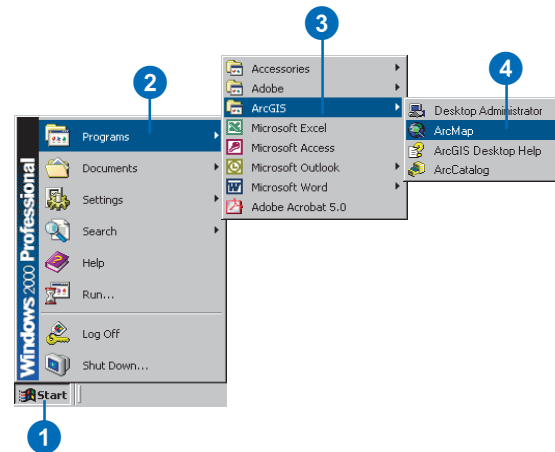 3
2
4
Accessories
Adobe
ArcGIS
Microsoft Excel
Microsoft Access
Microsoft Outlook
Microsoft Word
Adobe Acrobat 5.0
Desktop Administrator
ArcMap
ArcGIS Desktop Help
ArcCatalog
Windows 2000 Professional
Programs
Documents
Settings
Search
Help
Run...
Log Off
Shut Down...
Start
1